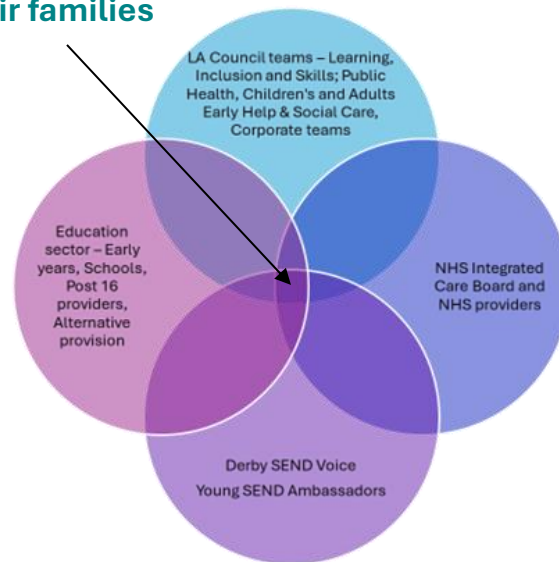 ir families
LA Council teams – Learning,
Inclusion and Skills; Public
Health, Children's and Adults
Early Help & Social Care,
Corporate teams
Education
sector – Early
years, Schools,
Post 16
providers,
Alternative
provision
NHS Integrated
Care Board and
NHS providers
Derby SEND Voice
Young SEND Ambassadors